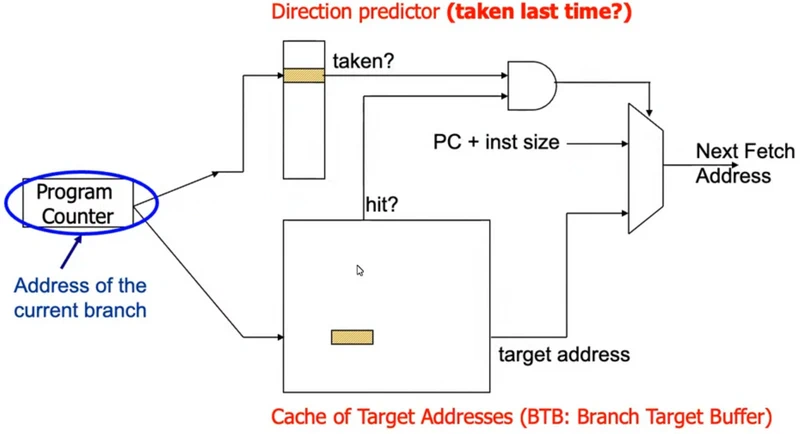 Direction predictor (taken last time?)
taken?
PC + inst size
Next Fetch
Address
Program
Counter
hit?
Address of the
current branch
target address
Cache of Target Addresses (BTB: Branch Target Buffer)